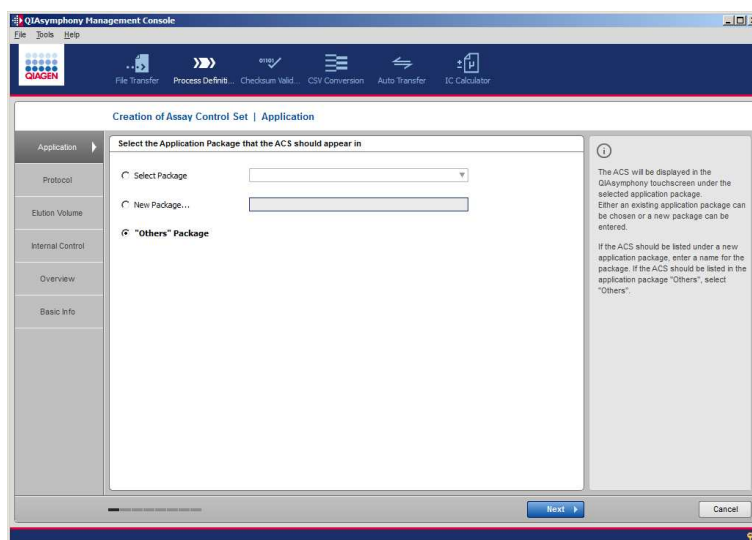 QIAsymphony Management Console
File Tools Help
QIAGEN
File Transfer Process Definiti... Checksum Valid... CSV Conversion Auto Transfer IC Calculator
Creation of Assay Control Set | Application
Application
Protocol
Elution Volume
Internal Control
Overview
Basic Info
Select the Application Package that the ACS should appear in
Select Package
New Package...
"Others" Package
The ACS will be displayed in the
QIAsymphony touchscreen under the
selected application package.
Either an existing application package can
be chosen or a new package can be
entered.
If the ACS should be listed under a new
application package, enter a name for the
package. If the ACS should be listed in the
application package "Others", select
"Others".
Next
Cancel